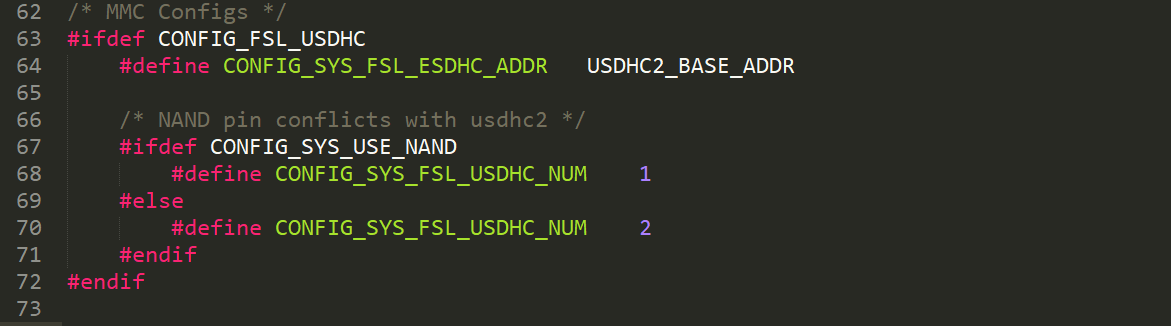 62 /* MMC Configs */
63 #ifdef CONFIG_FSL_USDHC
64     #define CONFIG_SYS_FSL_ESDHC_ADDR   USDHC2_BASE_ADDR
65
66     /* NAND pin conflicts with usdhc2 */
67     #ifdef CONFIG_SYS_USE_NAND
68         #define CONFIG_SYS_FSL_USDHC_NUM    1
69     #else
70         #define CONFIG_SYS_FSL_USDHC_NUM    2
71     #endif
72 #endif
73